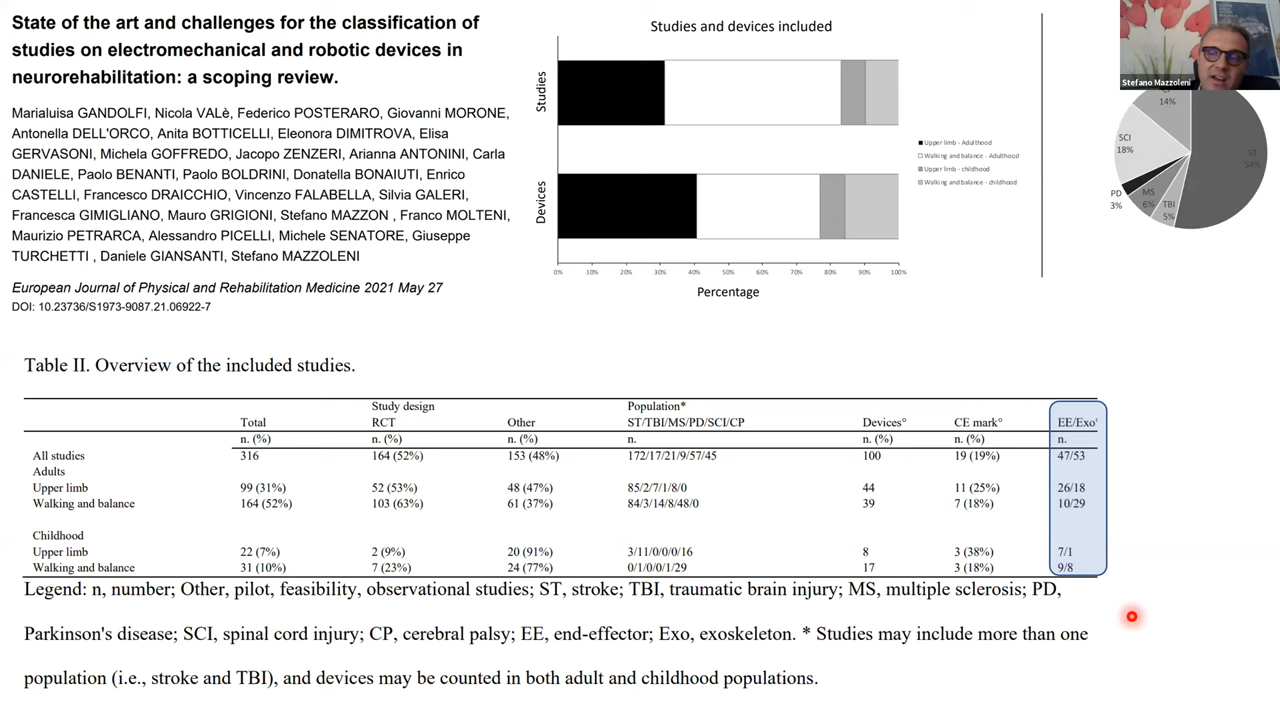 State of the art and challenges for the classification of
studies on electromechanical and robotic devices in
neurorehabilitation: a scoping review.
Marialuisa GANDOLFI, Nicola VALè, Federico POSTERARO, Giovanni MORONE,
Antonella DELL'ORCO, Anita BOTTICELLI, Eleonora DIMITROVA, Elisa
GERVASONI, Michela GOFFREDO, Jacopo ZENZERI, Arianna ANTONINI, Carla
DANIELE, Paolo BENANTI, Paolo BOLDRINI, Donatella BONAIUTI, Enrico
CASTELLI, Francesco DRAICCHIO, Vincenzo FALABELLA, Silvia GALERI,
Francesca GIMIGLIANO, Mauro GRIGIONI, Stefano MAZZON , Franco MOLTENI,
Maurizio PETRARCA, Alessandro PICELLI, Michele SENATORE, Giuseppe
TURCHETTI , Daniele GIANSANTI, Stefano MAZZOLENI
European Journal of Physical and Rehabilitation Medicine 2021 May 27
DOI: 10.23736/S1973-9087.21.06922-7
Studies and devices included
Studies
Devices
0% 10% 20% 30% 40% 50% 60% 70% 80% 90% 100%
Percentage
Upper limb - Adulthood
Walking and balance - Adulthood
Upper limb - childhood
Walking and balance - childhood
Stefano Mazzoleni
14%
SCI
18%
ST
54%
PD
3%
MS
6%
TBI
5%
Table II. Overview of the included studies.
Study design Population*
Total RCT Other ST/TBI/MS/PD/SCI/CP Devices° CE mark° EE/Exo
n. (%) n. (%) n. (%) n. n. (%) n. (%) n.
All studies 316 164 (52%) 153 (48%) 172/17/21/9/57/45 100 19 (19%) 47/53
Adults
Upper limb 99 (31%) 52 (53%) 48 (47%) 85/2/7/1/8/0 44 11 (25%) 26/18
Walking and balance 164 (52%) 103 (63%) 61 (37%) 84/3/14/8/48/0 39 7 (18%) 10/29
Childhood
Upper limb 22 (7%) 2 (9%) 20 (91%) 3/11/0/0/0/16 8 3 (38%) 7/1
Walking and balance 31 (10%) 7 (23%) 24 (77%) 0/1/0/0/1/29 17 3 (18%) 9/8
Legend: n, number; Other, pilot, feasibility, observational studies; ST, stroke; TBI, traumatic brain injury; MS, multiple sclerosis; PD,
Parkinson's disease; SCI, spinal cord injury; CP, cerebral palsy; EE, end-effector; Exo, exoskeleton. * Studies may include more than one
population (i.e., stroke and TBI), and devices may be counted in both adult and childhood populations.